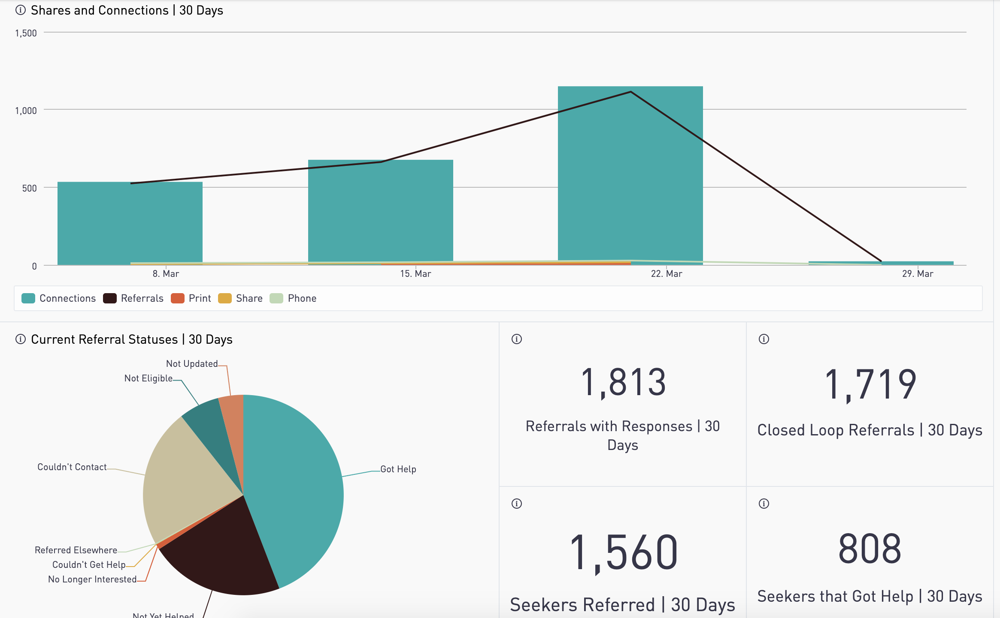 Shares and Connections | 30 Days
1,500
1,000
500
0
8. Mar
15. Mar
22. Mar
29. Mar
Connections
Referrals
Print
Share
Phone
Current Referral Statuses | 30 Days
Not Updated
Not Eligible
Couldn't Contact
Got Help
Referred Elsewhere
Couldn't Get Help
No Longer Interested
Not Yet Helped
1,813
Referrals with Responses | 30
Days
1,719
Closed Loop Referrals | 30 Days
1,560
Seekers Referred | 30 Days
808
Seekers that Got Help | 30 Days